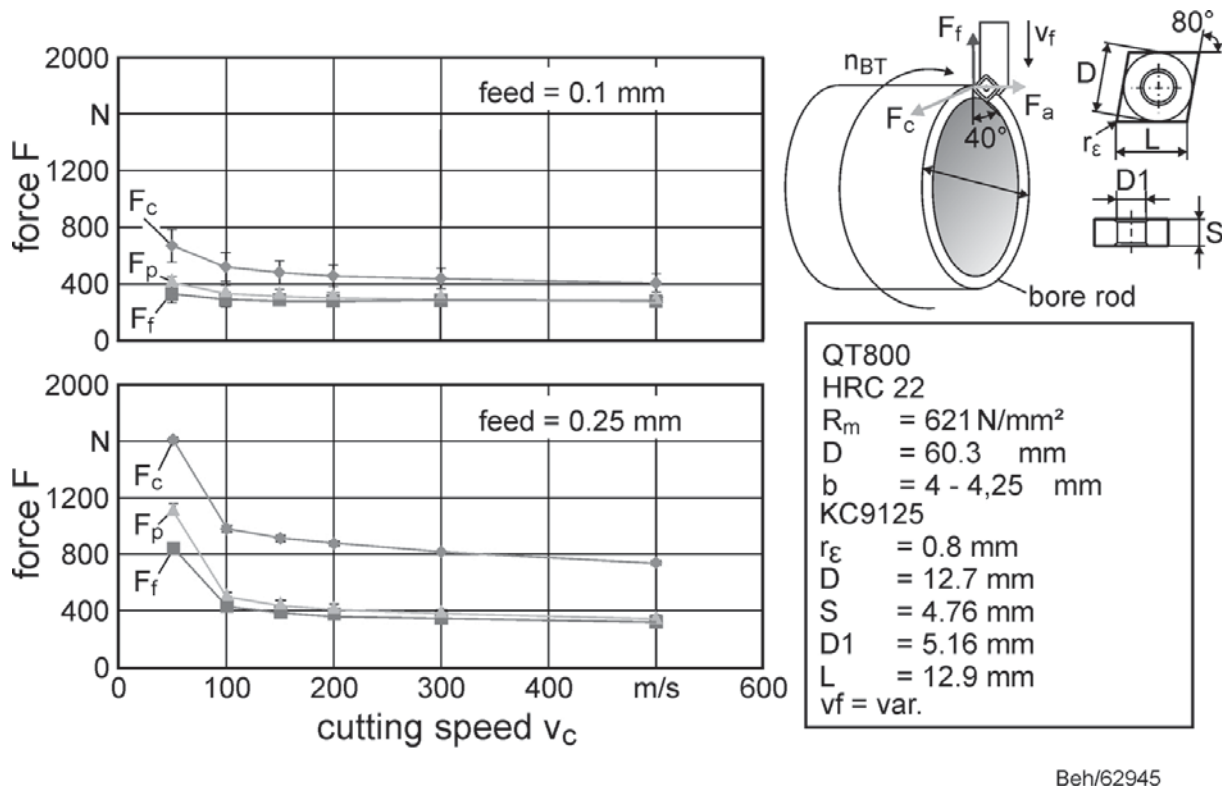 2000
N
1200
800
400
0
force F
feed = 0.1 mm
Fc
Fp
Ff
2000
N
1200
800
400
0
force F
feed = 0.25 mm
Fc
Fp
Ff
0 100 200 300 400 m/s 600
cutting speed vc
Ff
vf
nBT
Fc
Fa
40°
bore rod
80°
D
rε
L
D1
S
QT800
HRC 22
Rm = 621 N/mm²
D = 60.3 mm
b = 4 - 4,25 mm
KC9125
rε = 0.8 mm
D = 12.7 mm
S = 4.76 mm
D1 = 5.16 mm
L = 12.9 mm
vf = var.
Beh/62945